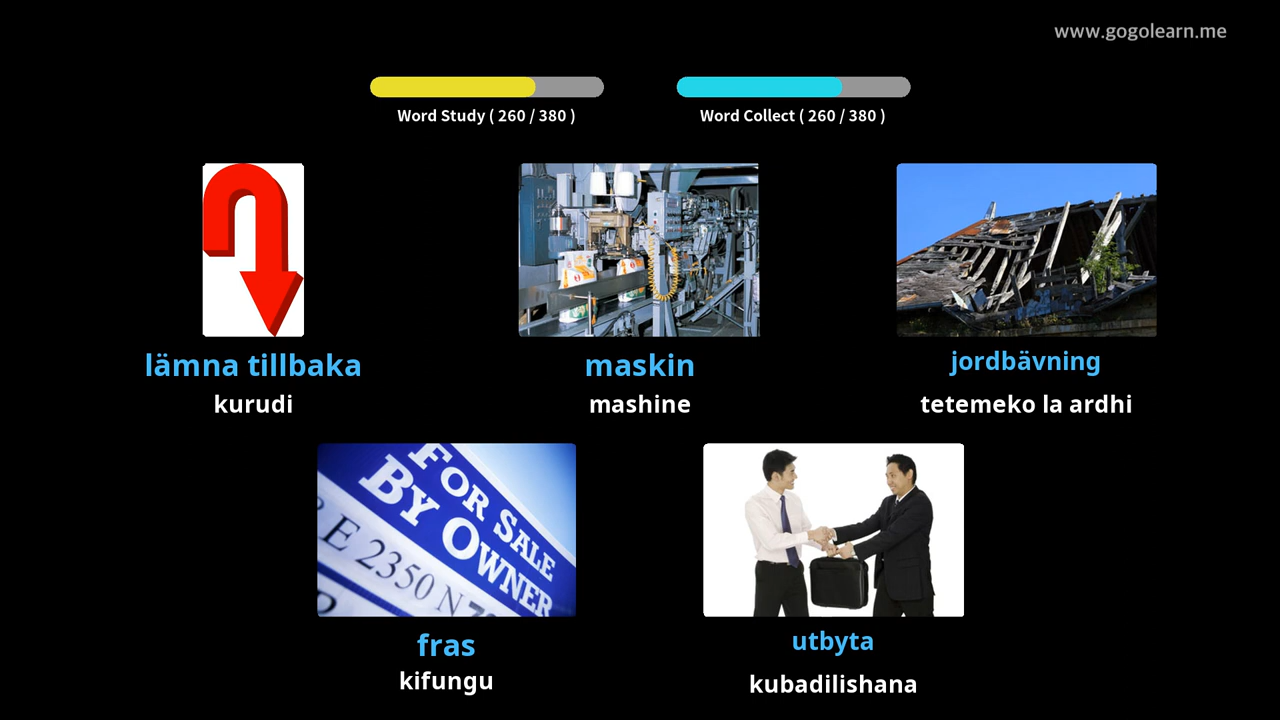 www.gogolearn.me
Word Study ( 260 / 380 )
Word Collect ( 260 / 380 )
lämna tillbaka
kurudi
maskin
mashine
jordbävning
tetemeko la ardhi
FOR SALE
BY OWNER
E 2350 N
fras
kifungu
utbyta
kubadilishana